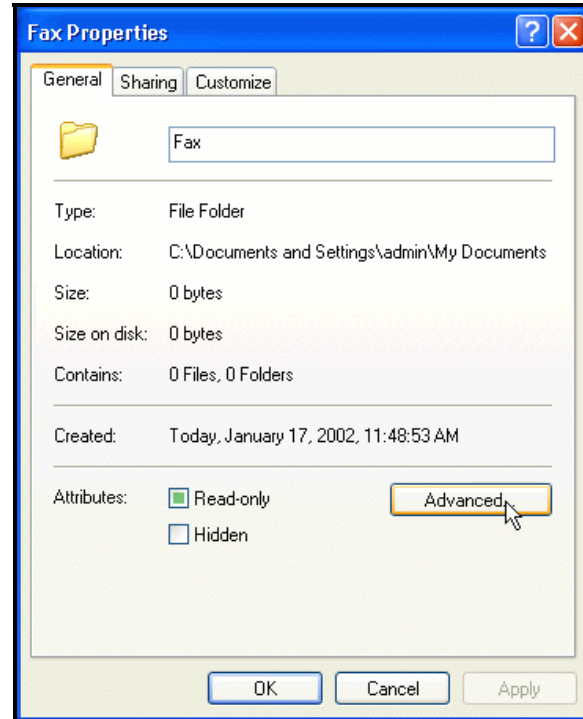 Fax Properties
General Sharing Customize
Fax
Type: File Folder
Location: C:\Documents and Settings\admin\My Documents
Size: 0 bytes
Size on disk: 0 bytes
Contains: 0 Files, 0 Folders
Created: Today, January 17, 2002, 11:48:53 AM
Attributes: Read-only Advanced...
Hidden
OK Cancel Apply